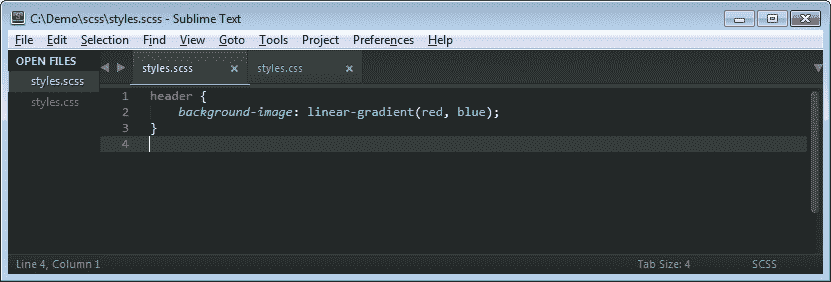 C:\Demo\scss\styles.scss - Sublime Text
File Edit Selection Find View Goto Tools Project Preferences Help
OPEN FILES
styles.scss
styles.css
styles.scss × styles.css ×
1 header {
2 background-image: linear-gradient(red, blue);
3 }
4
Line 4, Column 1 Tab Size: 4 SCSS